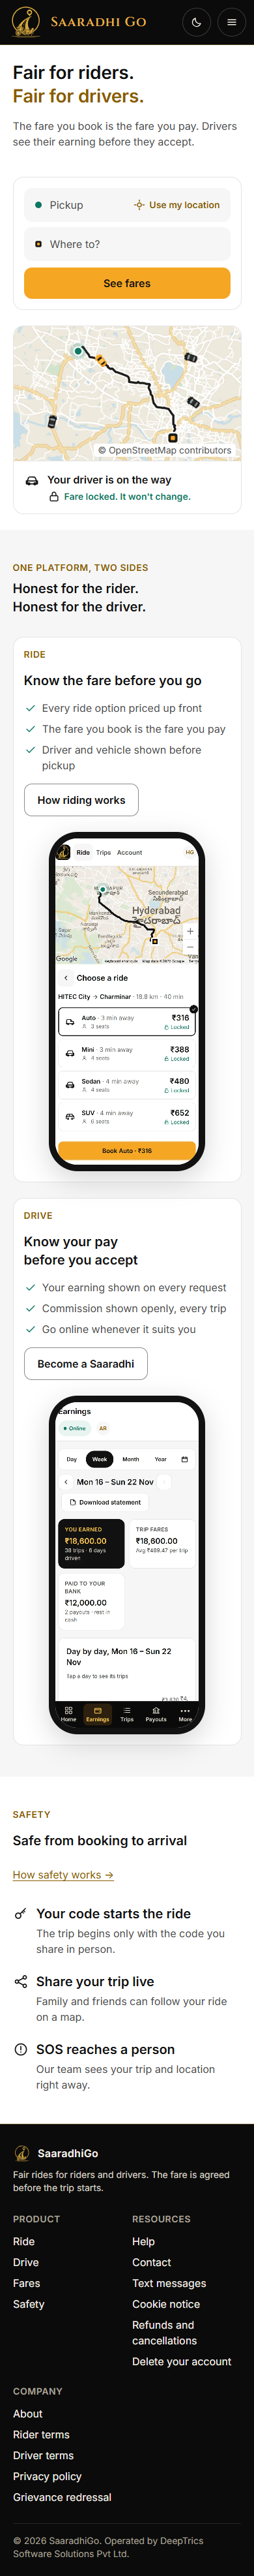 SAARADHI GO
Fair for riders.
Fair for drivers.
The fare you book is the fare you pay. Drivers
see their earning before they accept.
Pickup
Use my location
Where to?
See fares
© OpenStreetMap contributors
Your driver is on the way
Fare locked. It won't change.
ONE PLATFORM, TWO SIDES
Honest for the rider.
Honest for the driver.
RIDE
Know the fare before you go
Every ride option priced up front
The fare you book is the fare you pay
Driver and vehicle shown before
pickup
How riding works
Ride Trips Account
HG
Secunderabad
Hyderabad
Google
Choose a ride
HITEC City → Charminar · 18.8 km · 40 min
Auto · 3 min away ₹316
3 seats Locked
Mini · 3 min away ₹388
4 seats Locked
Sedan · 4 min away ₹480
4 seats Locked
SUV · 4 min away ₹652
6 seats Locked
Book Auto · ₹316
DRIVE
Know your pay
before you accept
Your earning shown on every request
Commission shown openly, every trip
Go online whenever it suits you
Become a Saaradhi
Earnings
Online AR
Day Week Month Year
Mon 16 – Sun 22 Nov
Download statement
YOU EARNED
₹18,600.00
38 trips · 6 days
driven
TRIP FARES
₹18,600.00
Avg ₹489.47 per trip
PAID TO YOUR
BANK
₹12,000.00
2 payouts · rest in
cash
Day by day, Mon 16 – Sun 22
Nov
Tap a day to see its trips
Home Earnings Trips Payouts More
SAFETY
Safe from booking to arrival
How safety works →
Your code starts the ride
The trip begins only with the code you
share in person.
Share your trip live
Family and friends can follow your ride
on a map.
SOS reaches a person
Our team sees your trip and location
right away.
SaaradhiGo
Fair rides for riders and drivers. The fare is agreed
before the trip starts.
PRODUCT
Ride
Drive
Fares
Safety
RESOURCES
Help
Contact
Text messages
Cookie notice
Refunds and
cancellations
Delete your account
COMPANY
About
Rider terms
Driver terms
Privacy policy
Grievance redressal
© 2026 SaaradhiGo. Operated by DeepTrics
Software Solutions Pvt Ltd.